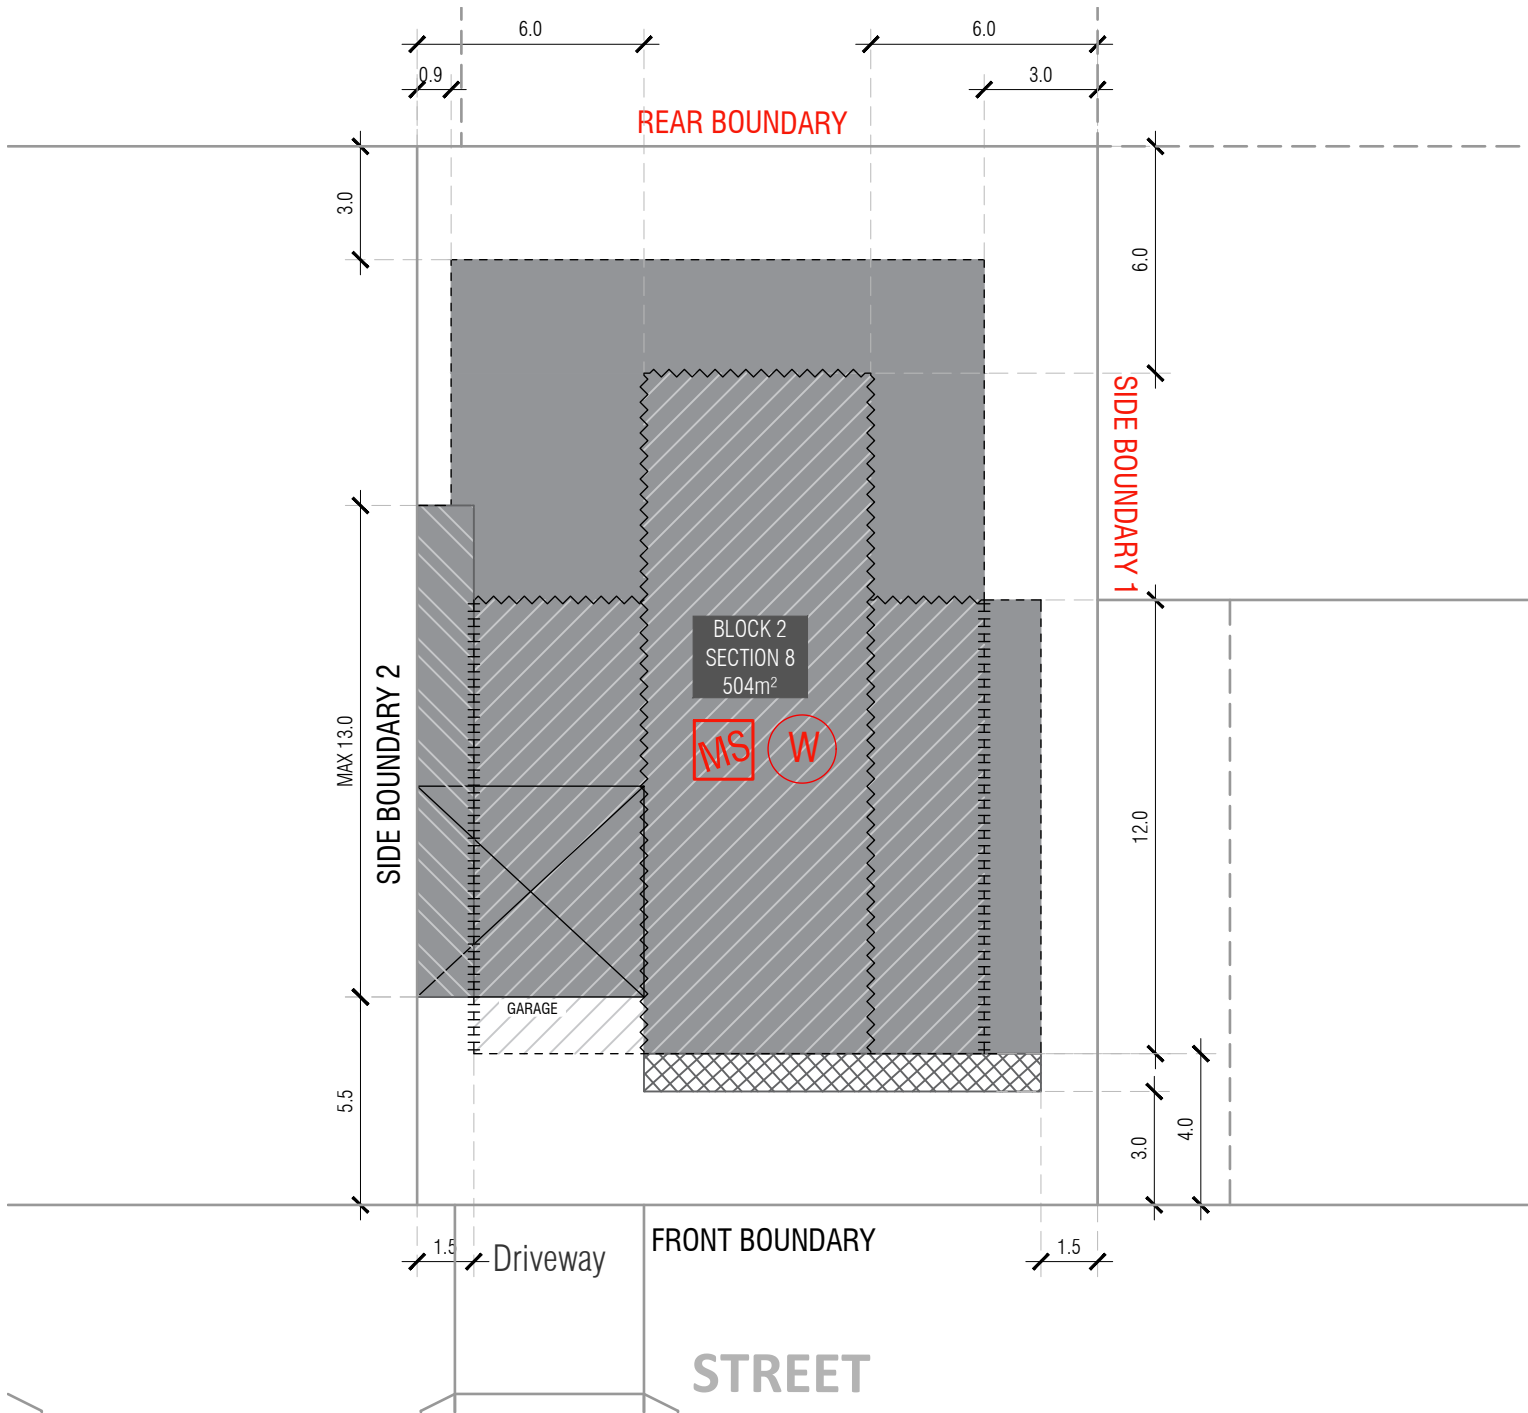 6.0
6.0
0.9
3.0
REAR BOUNDARY
3.0
6.0
SIDE BOUNDARY 1
BLOCK 2
SECTION 8
504m²
MS
W
SIDE BOUNDARY 2
MAX 13.0
12.0
GARAGE
5.5
3.0
4.0
1.5
Driveway
FRONT BOUNDARY
1.5
STREET